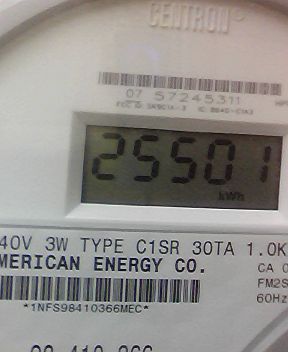 CENTRON
07 57245311
25501
kWh
40V 3W TYPE C1SR 30TA 1.0K
MERICAN ENERGY CO.
CA 0
FM2S
60Hz
*1NFS98410366MEC*